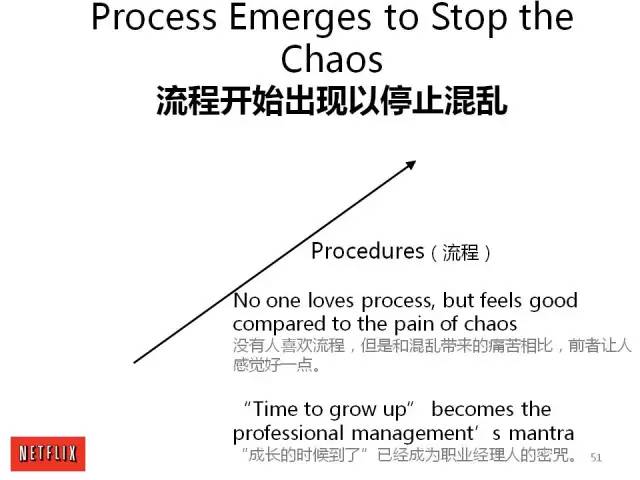 Process Emerges to Stop the
Chaos
流程开始出现以停止混乱
Procedures（流程）
No one loves process, but feels good
compared to the pain of chaos
没有人喜欢流程，但是和混乱带来的痛苦相比，前者让人
感觉好一点。
“Time to grow up” becomes the
professional management’s mantra
“成长的时候到了”已经成为职业经理人的密咒。
51
NETFLIX